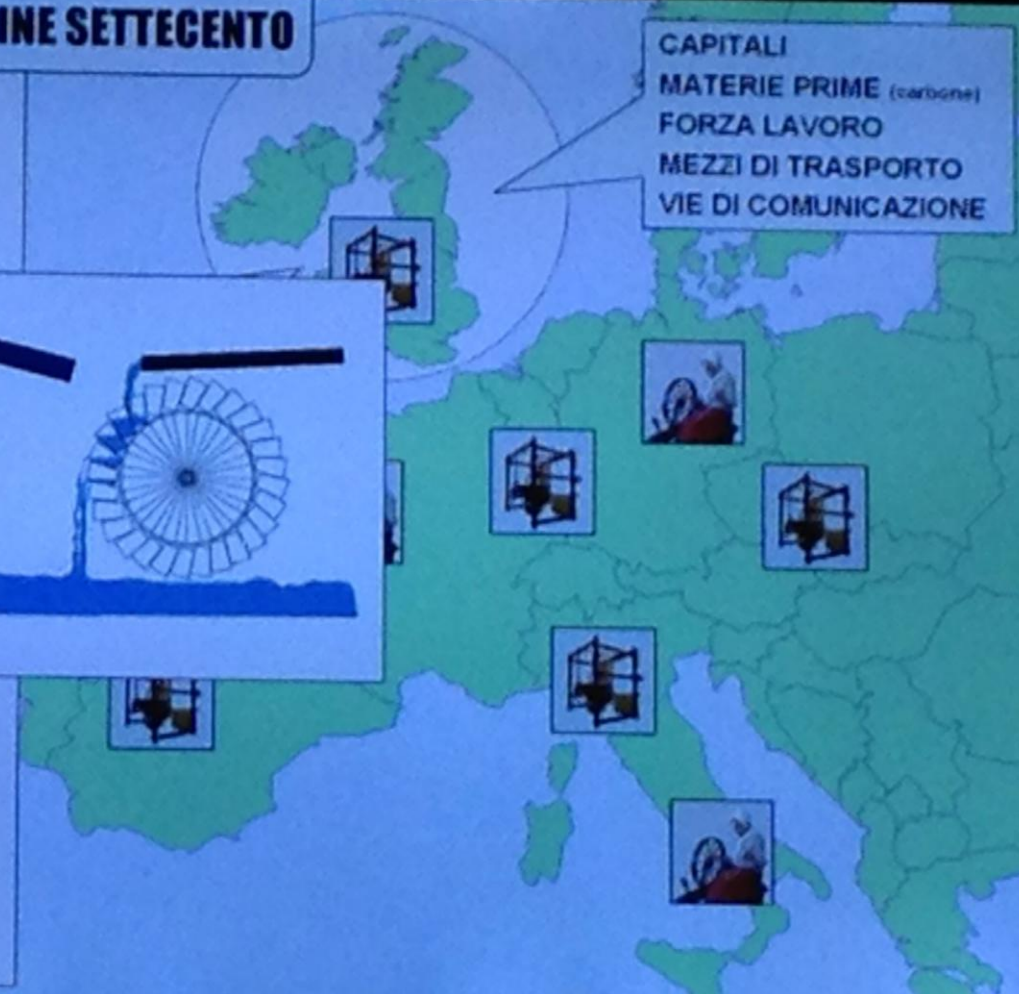 INE SETTECENTO
CAPITALI
MATERIE PRIME (carbone)
FORZA LAVORO
MEZZI DI TRASPORTO
VIE DI COMUNICAZIONE